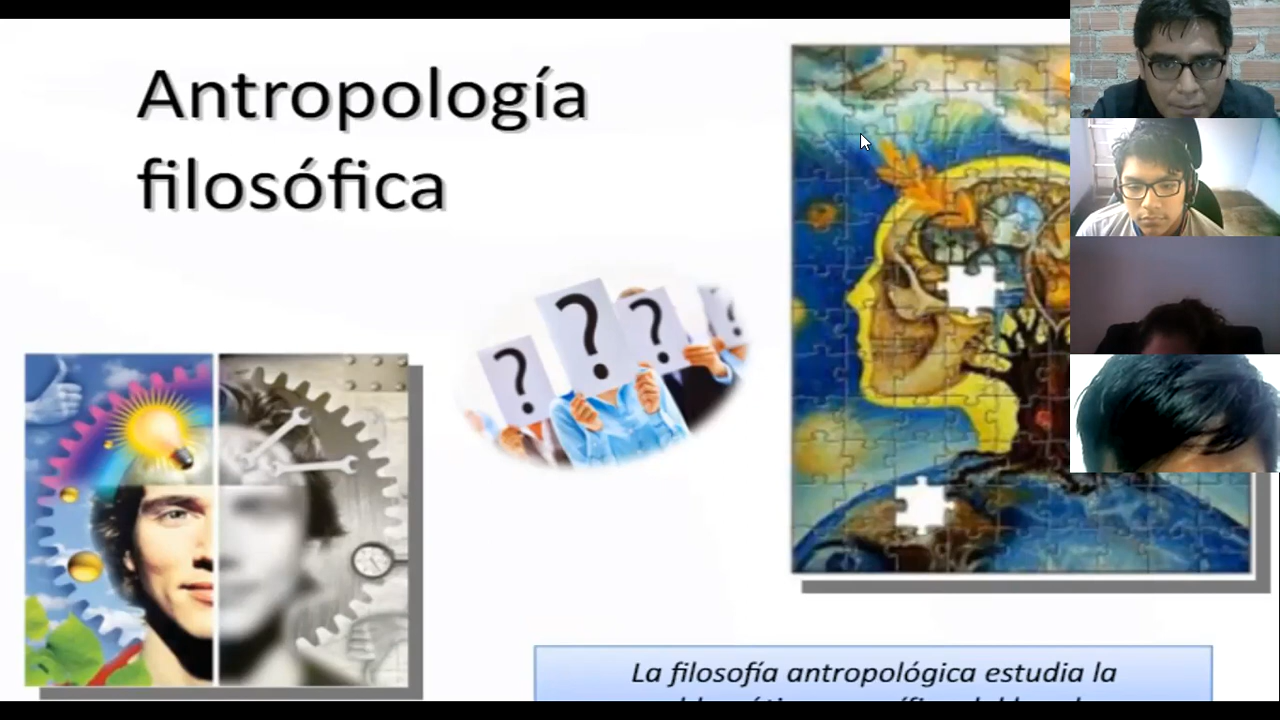 Antropología
filosófica
? ? ? ?
La filosofía antropológica estudia la